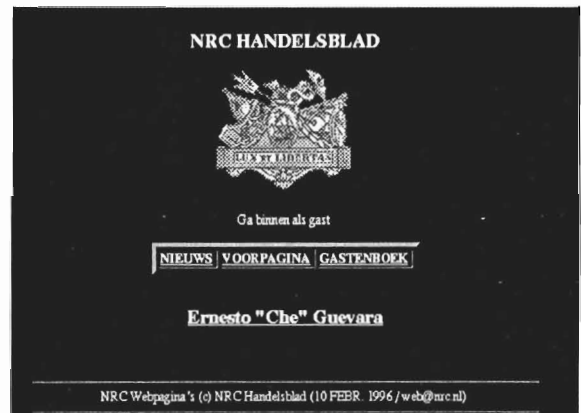 NRC HANDELSBLAD
LUX ET LIBERTAS
Ga binnen als gast
NIEUWS VOORPAGINA GASTENBOEK
Ernesto "Che" Guevara
NRC Webpagina's (c) NRC Handelsblad (10 FEBR. 1996 / web@nrc.nl)